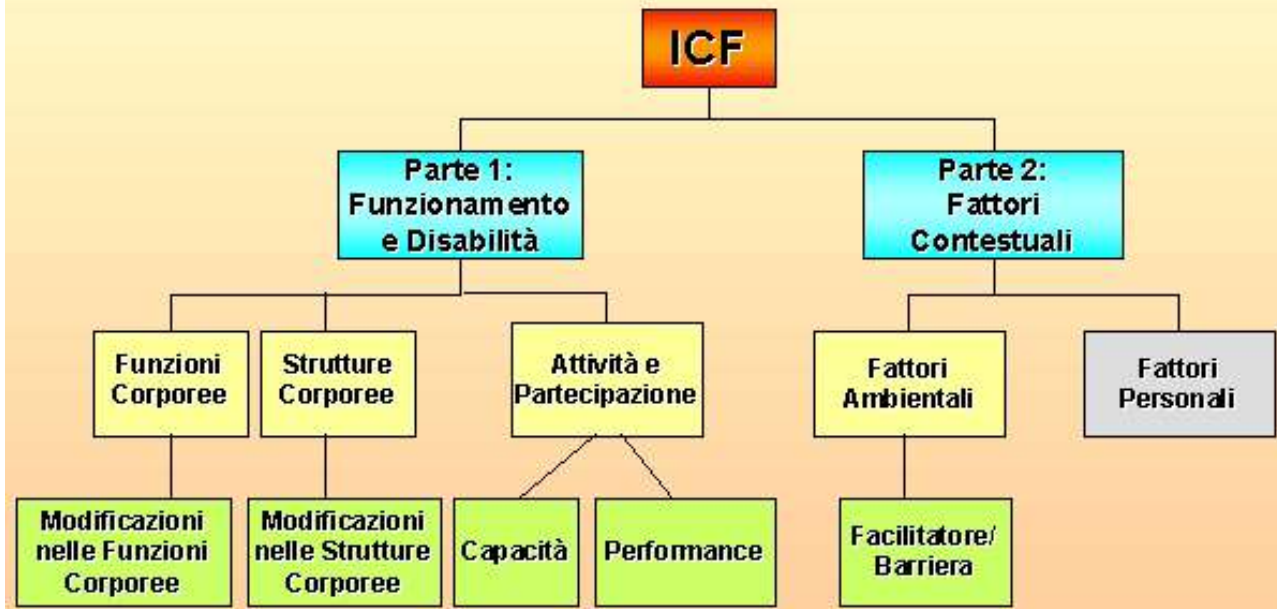 ICF
Parte 1:
Funzionamento
e Disabilità
Parte 2:
Fattori
Contestuali
Funzioni
Corporee
Strutture
Corporee
Attività e
Partecipazione
Fattori
Ambientali
Fattori
Personali
Modificazioni
nelle Funzioni
Corporee
Modificazioni
nelle Strutture
Corporee
Capacità
Performance
Facilitatore/
Barriera